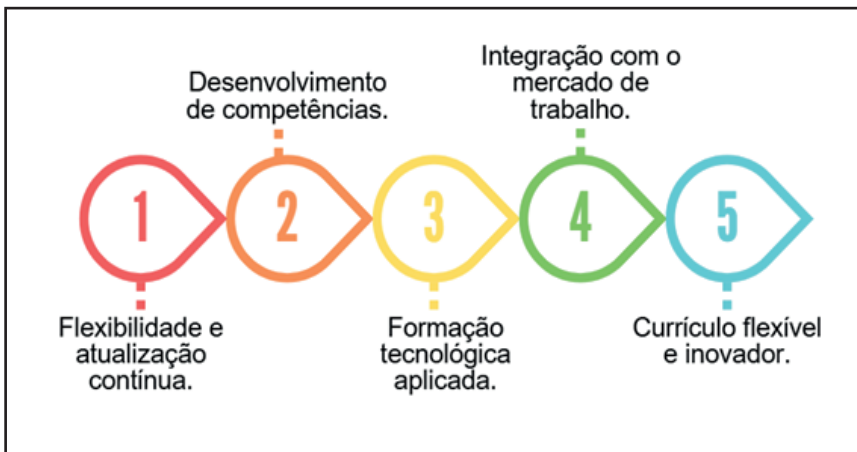 1
Flexibilidade e
atualização
contínua.
2
Desenvolvimento
de competências.
3
Formação
tecnológica
aplicada.
4
Integração com o
mercado de
trabalho.
5
Currículo flexível
e inovador.